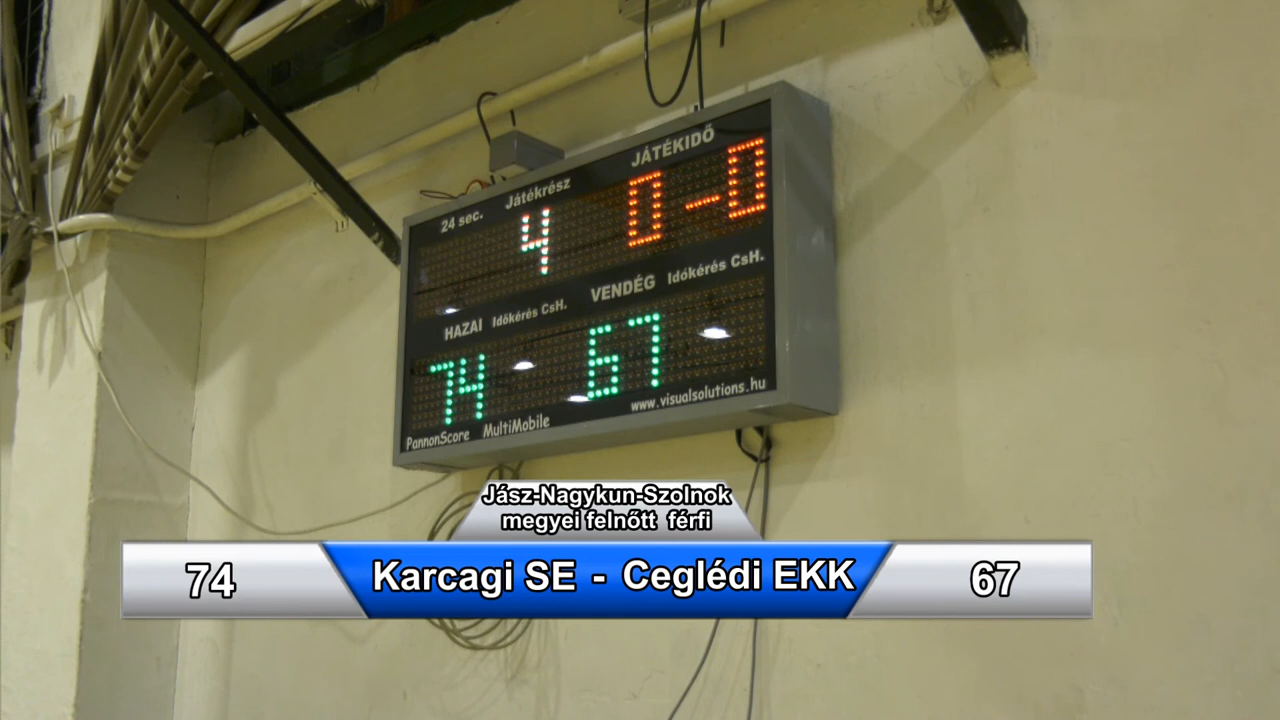 24 sec. Játékrész JÁTÉKIDŐ
4 0-0
HAZAI Időkérés CsH. VENDÉG Időkérés CsH.
74 67
PannonScore MultiMobile www.visualsolutions.hu
Jász-Nagykun-Szolnok
megyei felnőtt férfi
74 Karcagi SE - Ceglédi EKK 67